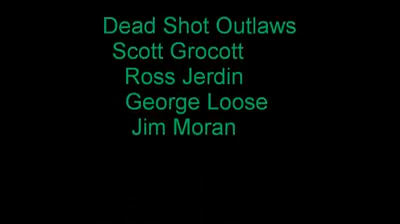 Dead Shot Outlaws
Scott Grocott
Ross Jerdin
George Loose
Jim Moran